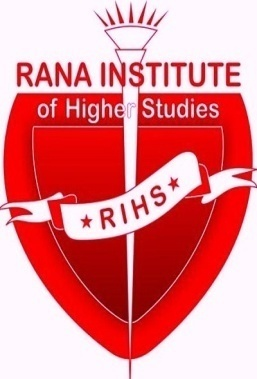 RANA INSTITUTE
of Higher Studies
★ RIHS ★